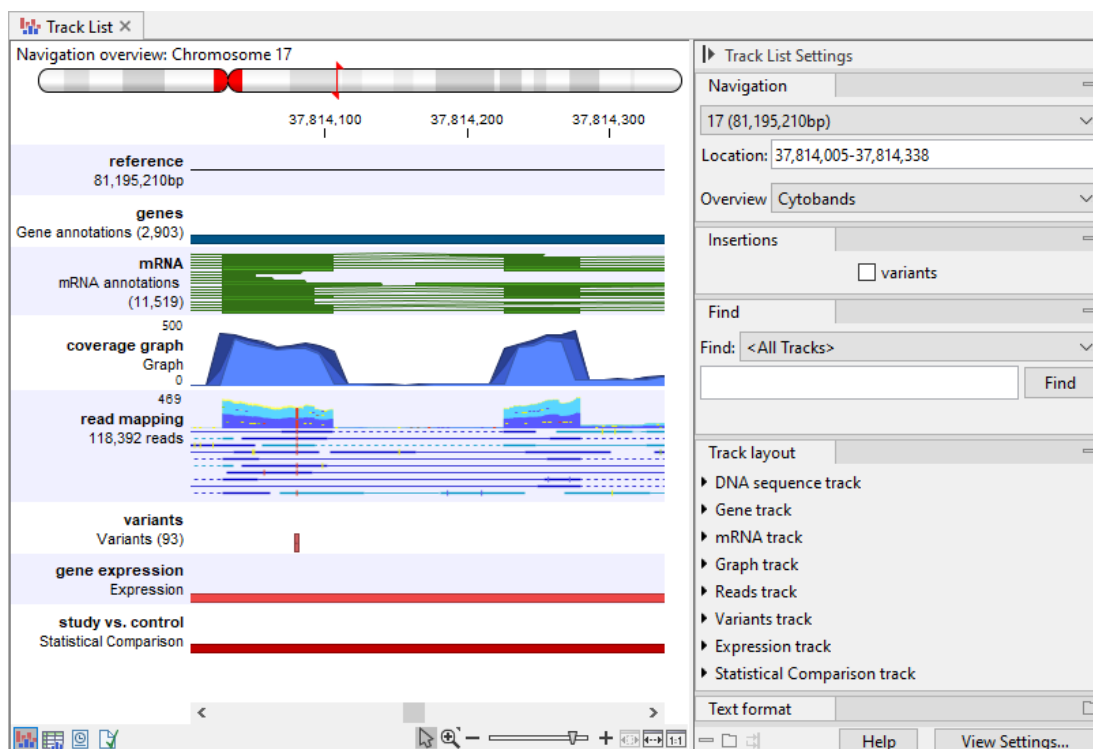 Track List
Navigation overview: Chromosome 17
37,814,100 37,814,200 37,814,300
reference
81,195,210bp
genes
Gene annotations (2,903)
mRNA
mRNA annotations
(11,519)
500
coverage graph
Graph
0
469
read mapping
118,392 reads
variants
Variants (93)
gene expression
Expression
study vs. control
Statistical Comparison
1:1
Track List Settings
Navigation
17 (81,195,210bp)
Location: 37,814,005-37,814,338
Overview Cytobands
Insertions
variants
Find
Find: <All Tracks>
Find
Track layout
DNA sequence track
Gene track
mRNA track
Graph track
Reads track
Variants track
Expression track
Statistical Comparison track
Text format
Help View Settings...